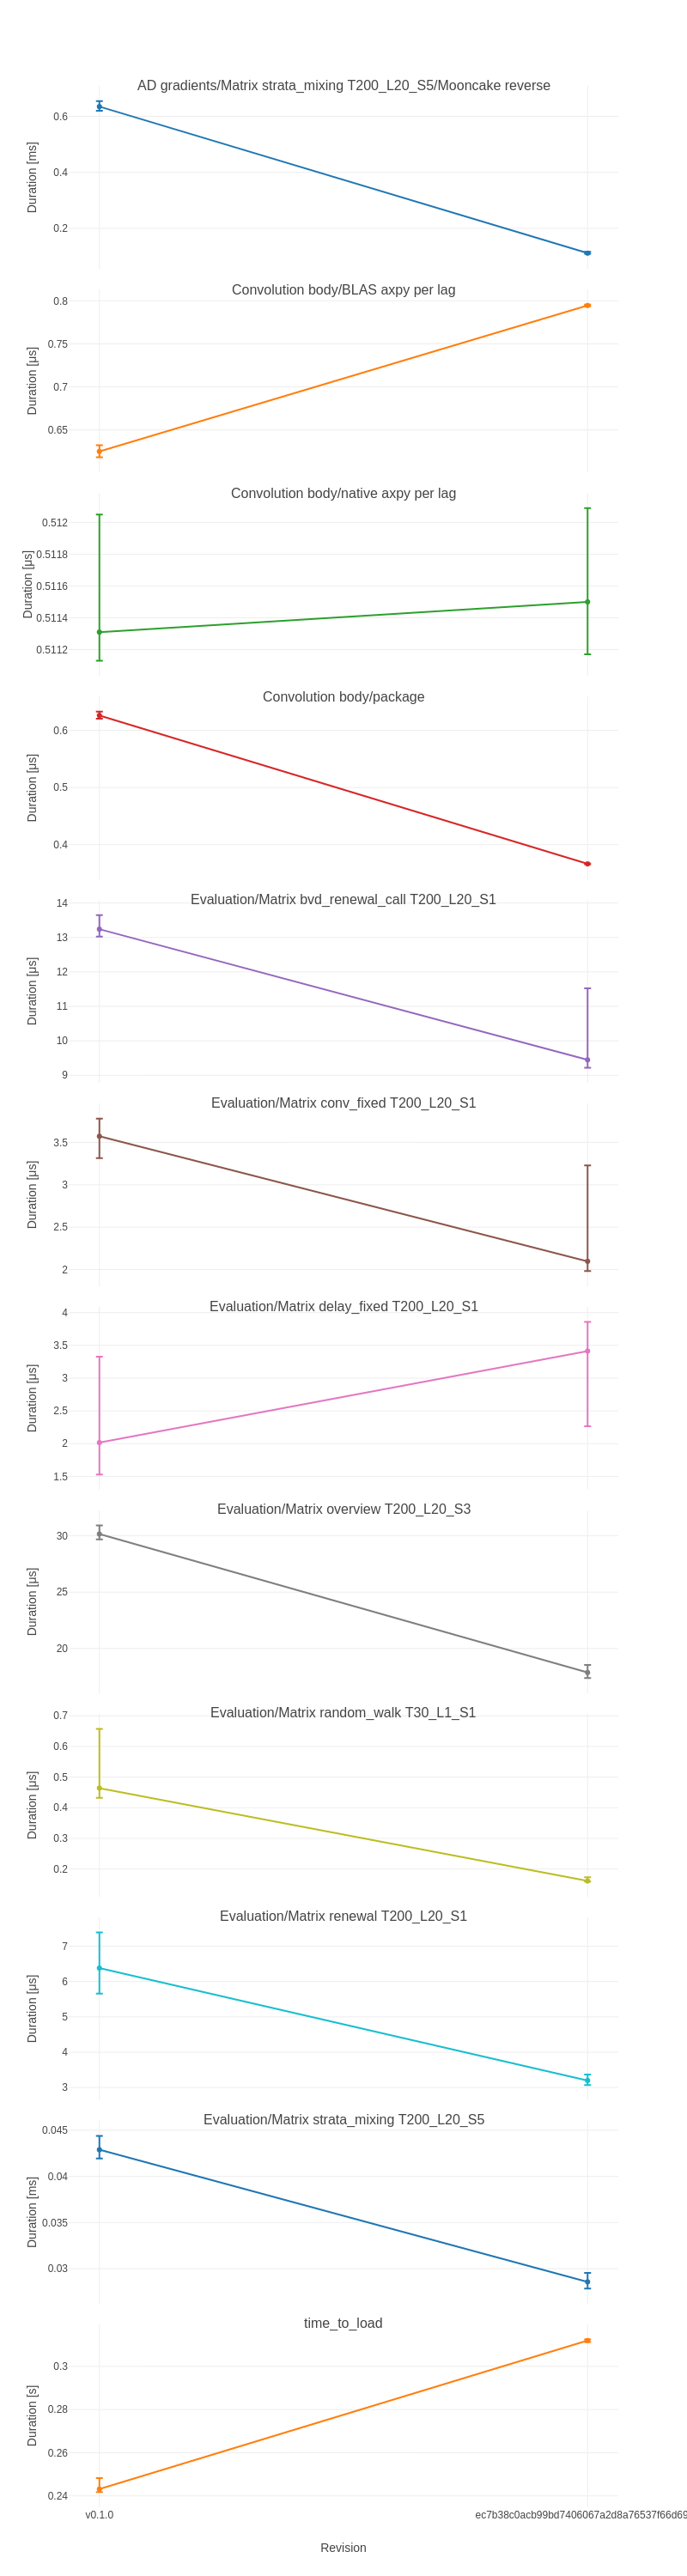 AD gradients/Matrix strata_mixing T200_L20_S5/Mooncake reverse
0.6
0.4
0.2
Duration [ms]
Convolution body/BLAS axpy per lag
0.8
0.75
0.7
0.65
Duration [μs]
Convolution body/native axpy per lag
0.512
0.5118
0.5116
0.5114
0.5112
Duration [μs]
Convolution body/package
0.6
0.5
0.4
Duration [μs]
Evaluation/Matrix bvd_renewal_call T200_L20_S1
14
13
12
11
10
9
Duration [μs]
Evaluation/Matrix conv_fixed T200_L20_S1
3.5
3
2.5
2
Duration [μs]
Evaluation/Matrix delay_fixed T200_L20_S1
4
3.5
3
2.5
2
1.5
Duration [μs]
Evaluation/Matrix overview T200_L20_S3
30
25
20
Duration [μs]
Evaluation/Matrix random_walk T30_L1_S1
0.7
0.6
0.5
0.4
0.3
0.2
Duration [μs]
Evaluation/Matrix renewal T200_L20_S1
7
6
5
4
3
Duration [μs]
Evaluation/Matrix strata_mixing T200_L20_S5
0.045
0.04
0.035
0.03
Duration [ms]
time_to_load
0.3
0.28
0.26
0.24
Duration [s]
v0.1.0
ec7b38c0acb99bd7406067a2d8a76537f66d69
Revision